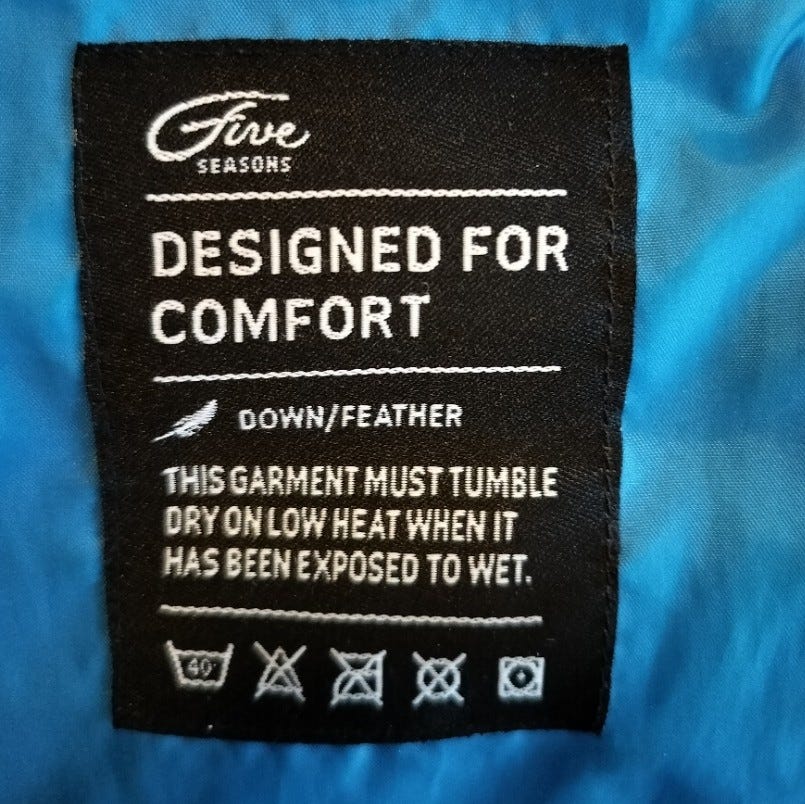 Five
SEASONS
DESIGNED FOR
COMFORT
DOWN/FEATHER
THIS GARMENT MUST TUMBLE
DRY ON LOW HEAT WHEN IT
HAS BEEN EXPOSED TO WET.
40°